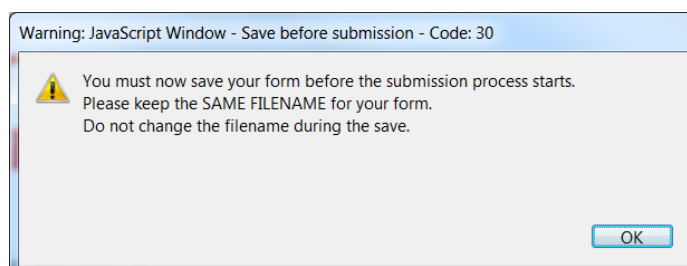 Warning: JavaScript Window - Save before submission - Code: 30
You must now save your form before the submission process starts.
Please keep the SAME FILENAME for your form.
Do not change the filename during the save.
OK